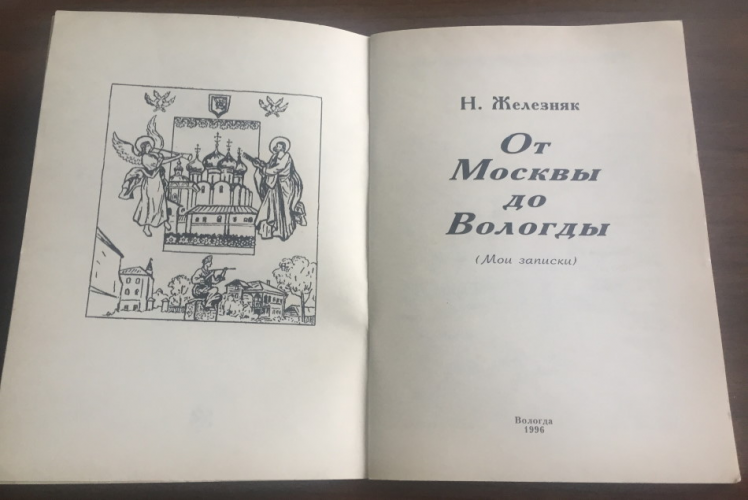 Н. Железняк
От
Москвы
до
Вологды
(Мои записки)
Вологда
1996